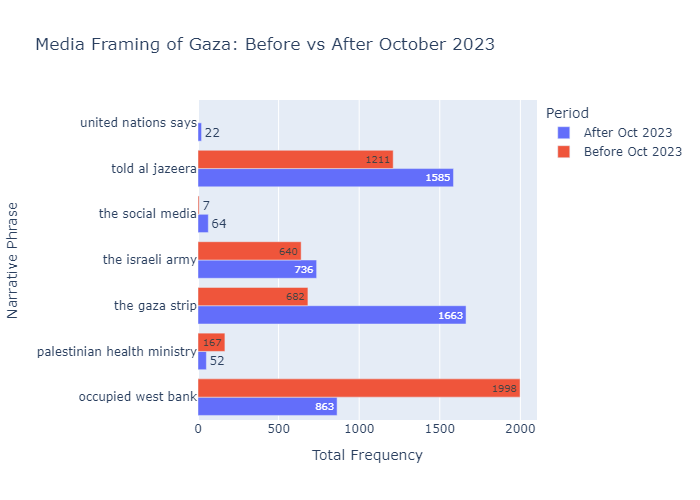 Media Framing of Gaza: Before vs After October 2023
Period
After Oct 2023
Before Oct 2023
Narrative Phrase
united nations says
22
told al jazeera
1211
1585
the social media
7
64
the israeli army
640
736
the gaza strip
682
1663
palestinian health ministry
167
52
occupied west bank
1998
863
0 500 1000 1500 2000
Total Frequency